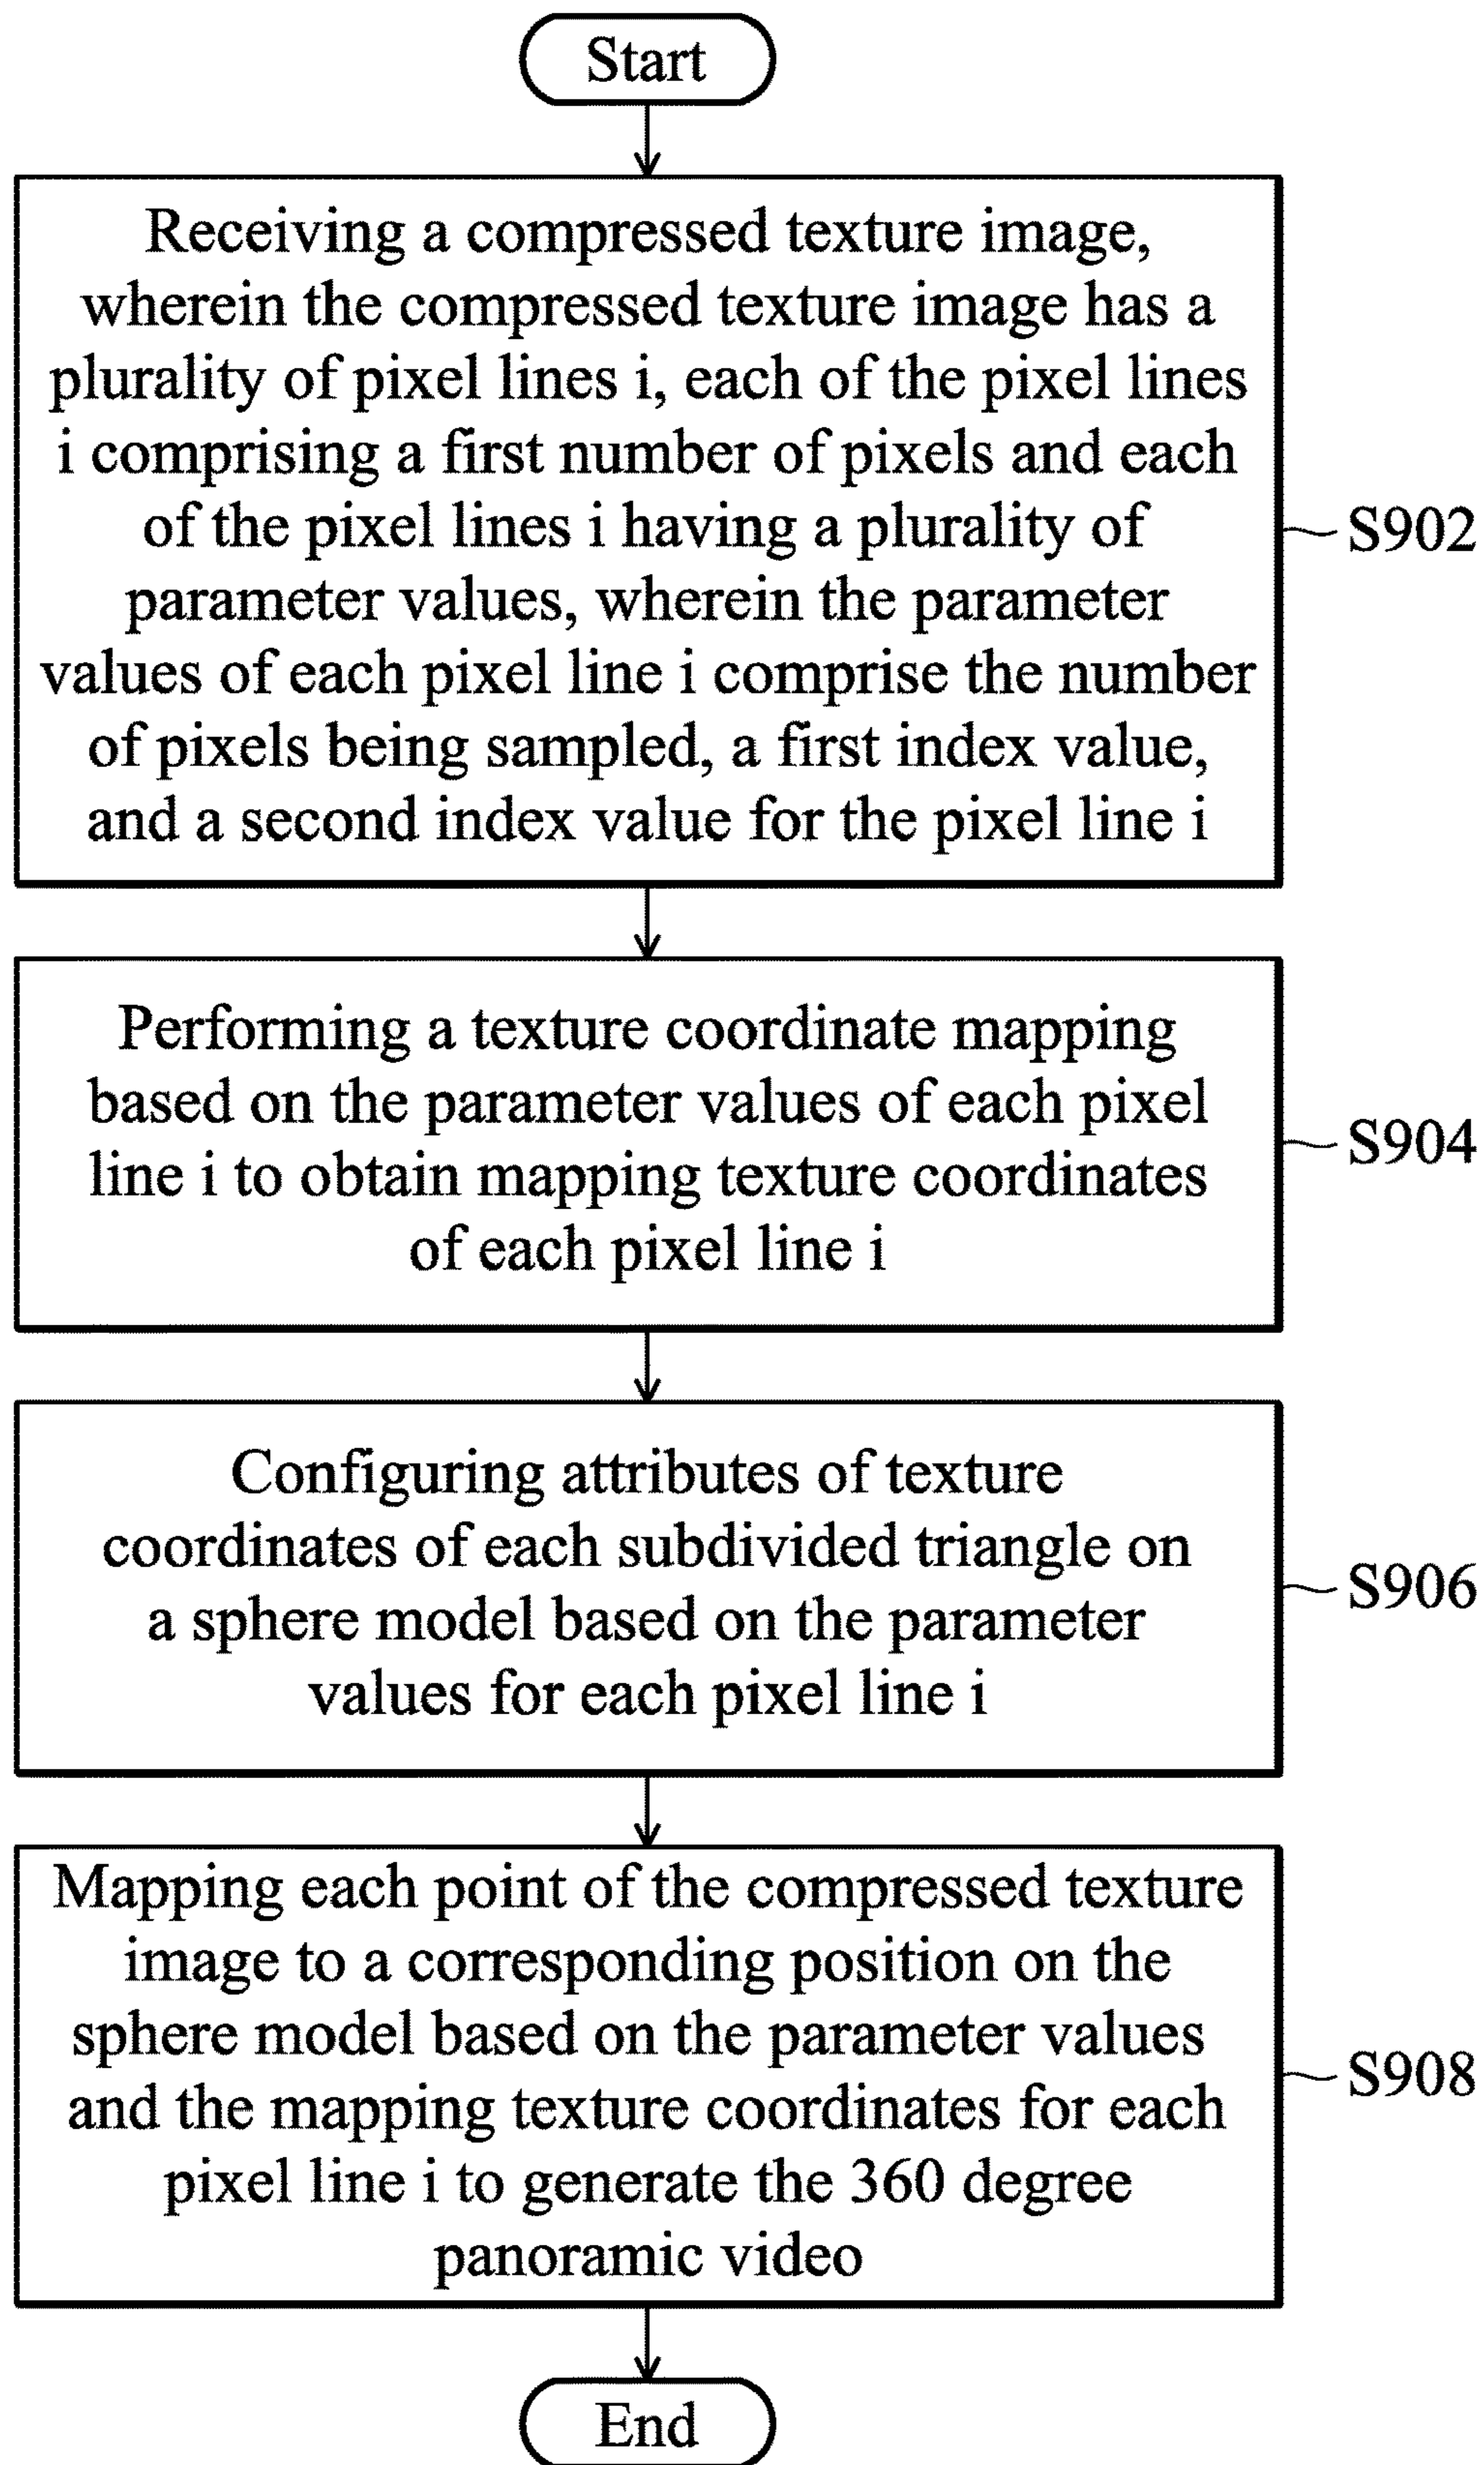 Start
Receiving a compressed texture image,
wherein the compressed texture image has a
plurality of pixel lines i, each of the pixel lines
i comprising a first number of pixels and each
of the pixel lines i having a plurality of
parameter values, wherein the parameter
values of each pixel line i comprise the number
of pixels being sampled, a first index value,
and a second index value for the pixel line i
S902
Performing a texture coordinate mapping
based on the parameter values of each pixel
line i to obtain mapping texture coordinates
of each pixel line i
S904
Configuring attributes of texture
coordinates of each subdivided triangle on
a sphere model based on the parameter
values for each pixel line i
S906
Mapping each point of the compressed texture
image to a corresponding position on the
sphere model based on the parameter values
and the mapping texture coordinates for each
pixel line i to generate the 360 degree
panoramic video
S908
End